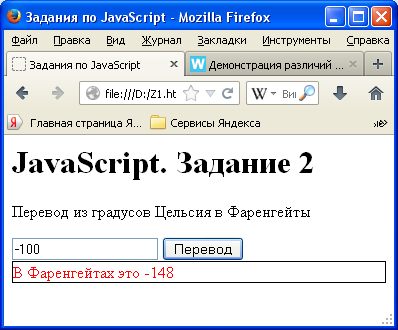 Задания по JavaScript - Mozilla Firefox
Файл Правка Вид Журнал Закладки Инструменты Справка
Задания по JavaScript Демонстрация различий ...
file:///D:/Z1.ht W
Главная страница Я... Сервисы Яндекса
JavaScript. Задание 2
Перевод из градусов Цельсия в Фаренгейты
-100 Перевод
В Фаренгейтах это -148